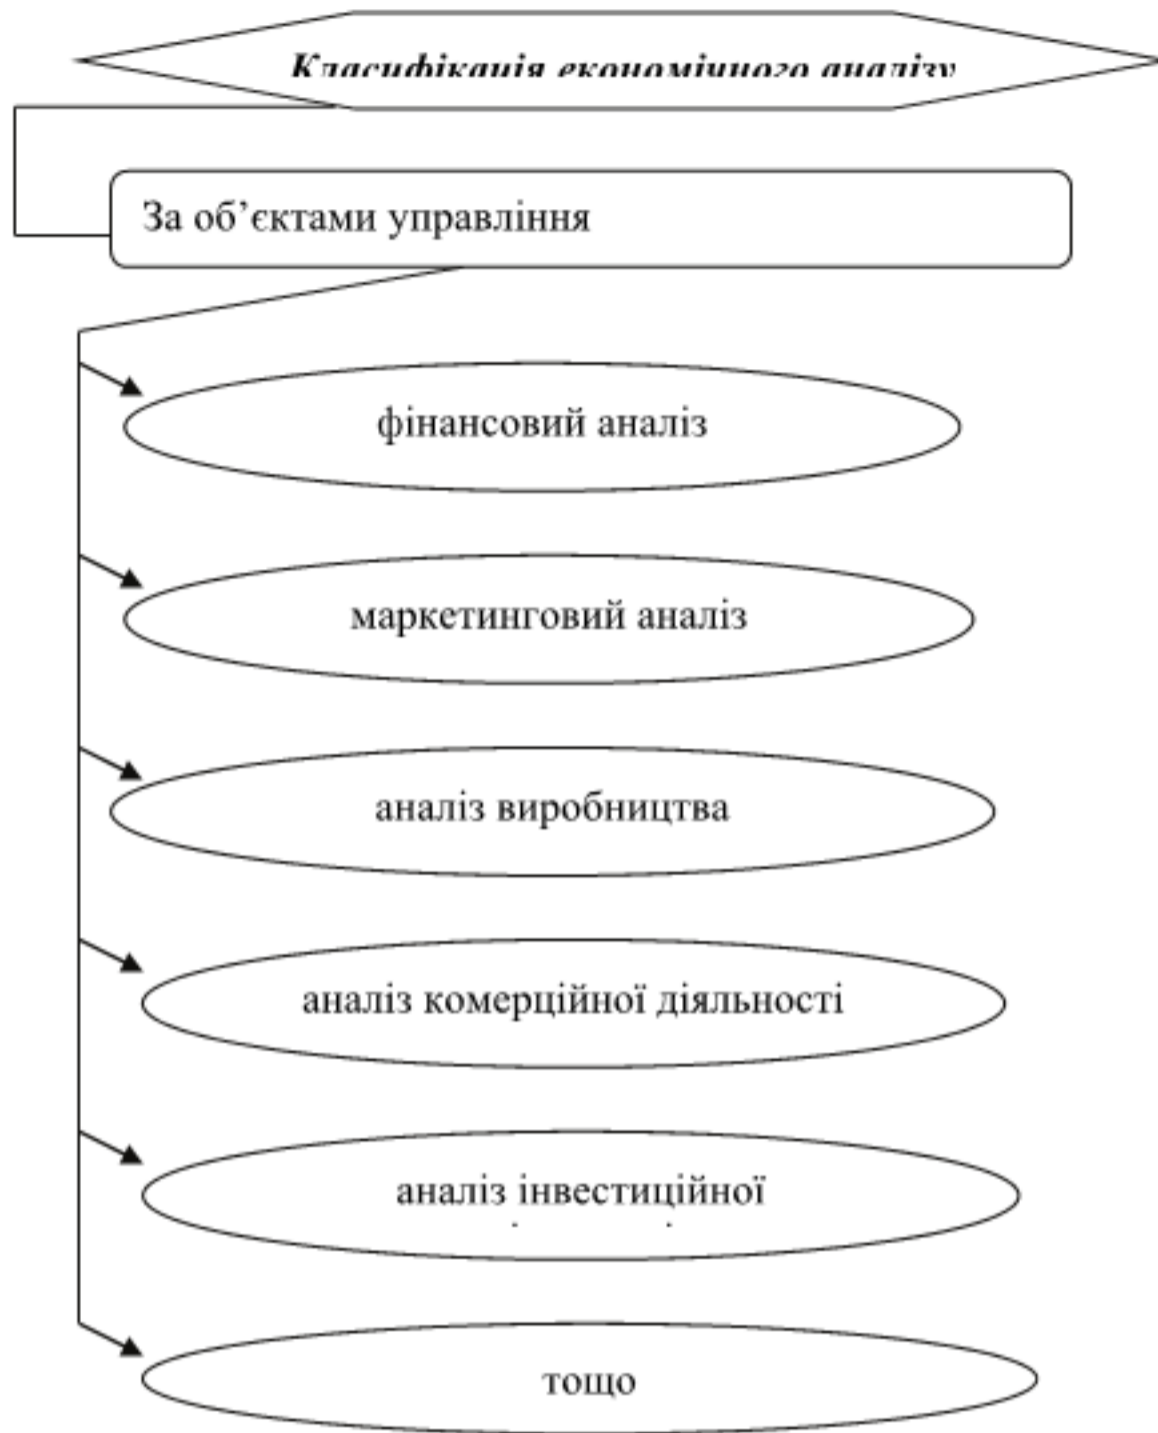 Класифікація економічного аналізу
За об’єктами управління
фінансовий аналіз
маркетинговий аналіз
аналіз виробництва
аналіз комерційної діяльності
аналіз інвестиційної
тощо